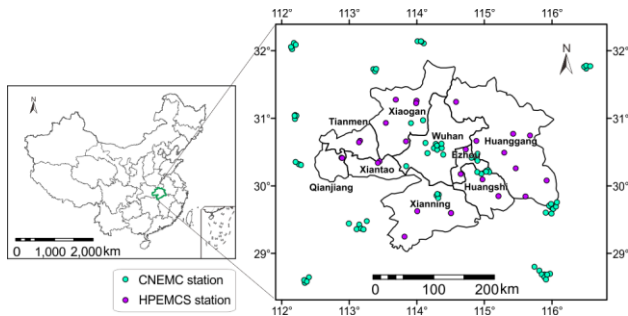 112° 113° 114° 115° 116°
32° 32°
N
Xiaogan
Tianmen
Wuhan
Huanggang
Ezhou
31° 31°
Xiantao
30° 30°
Qianjiang
Huangshi
Xianning
29° 29°
0 100 200 km
112° 113° 114° 115° 116°
N
0 1,000 2,000 km
CNEMC station
HPEMCS station